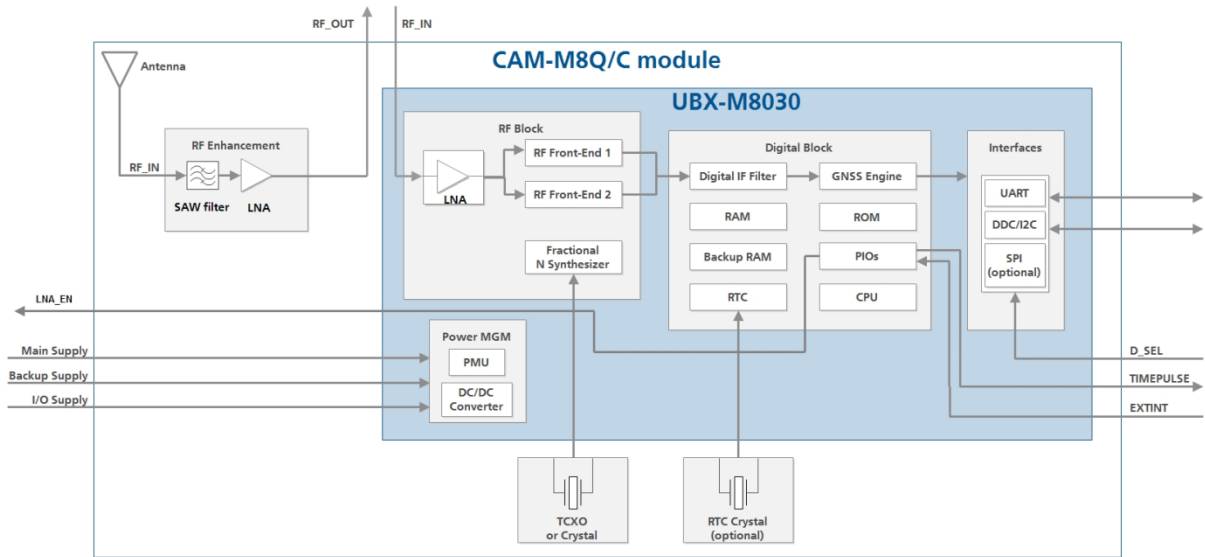 RF_OUT
RF_IN
CAM-M8Q/C module
Antenna
UBX-M8030
RF Enhancement
RF_IN
SAW filter
LNA
RF Block
LNA
RF Front-End 1
RF Front-End 2
Fractional
N Synthesizer
Digital Block
Digital IF Filter
GNSS Engine
RAM
ROM
Backup RAM
PIOs
RTC
CPU
Interfaces
UART
DDC/I2C
SPI
(optional)
LNA_EN
Main Supply
Backup Supply
I/O Supply
Power MGM
PMU
DC/DC
Converter
D_SEL
TIMEPULSE
EXTINT
TCXO
or Crystal
RTC Crystal
(optional)